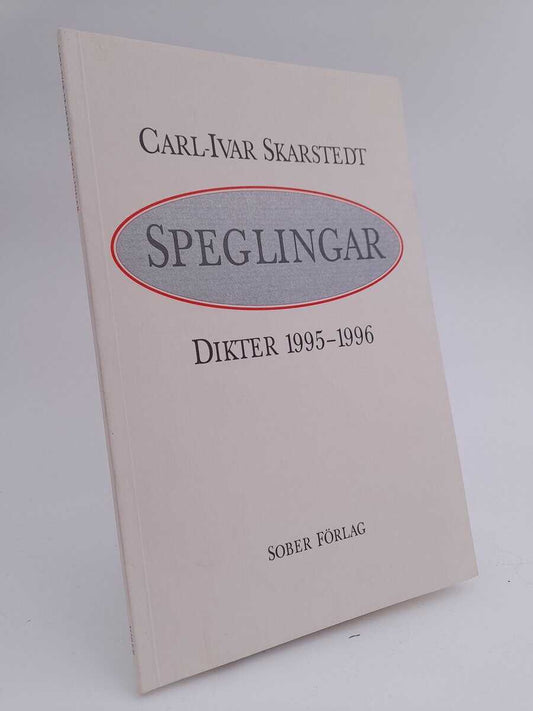 CARL-IVAR SKARSTEDT
SPEGLINGAR
DIKTER 1995–1996
SOBER FÖRLAG